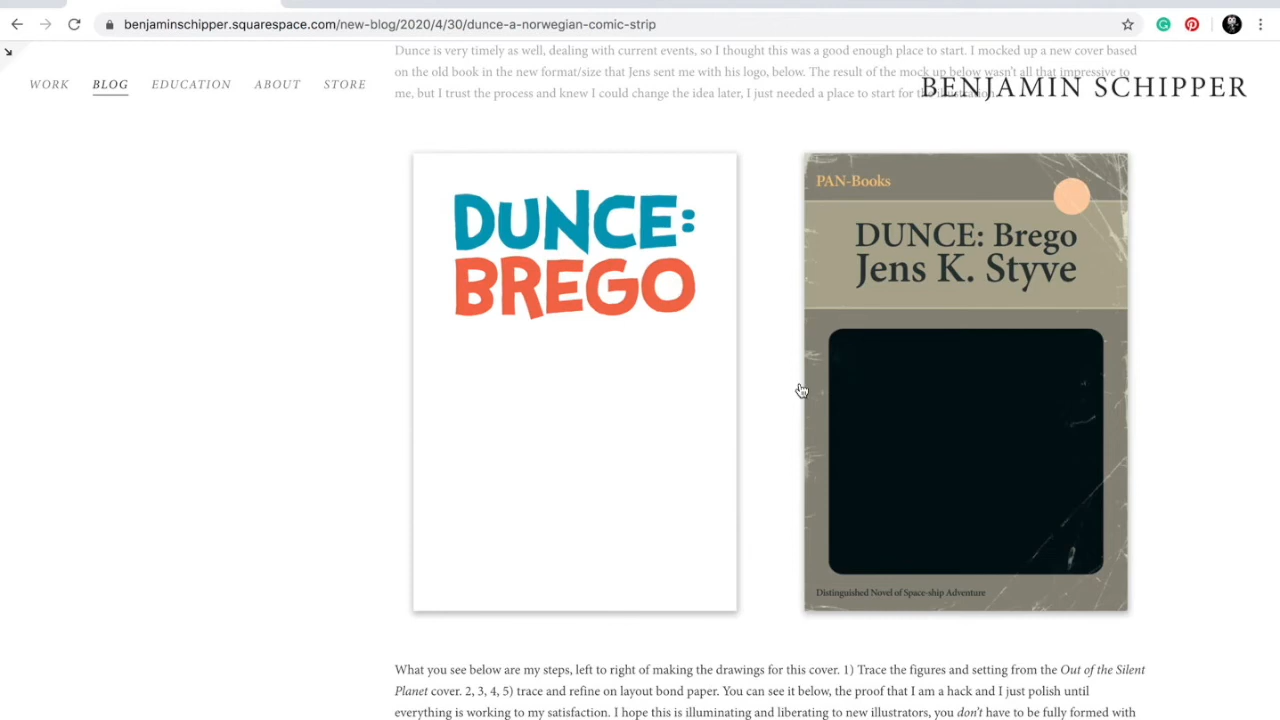 benjaminschipper.squarespace.com/new-blog/2020/4/30/dunce-a-norwegian-comic-strip
Dunce is very timely as well, dealing with current events, so I thought this was a good enough place to start. I mocked up a new cover based
on the old book in the new format/size that Jens sent me with his logo, below. The result of the mock up below wasn't all that impressive to
me, but I trust the process and knew I could change the idea later, I just needed a place to start for the illustration.
WORK BLOG EDUCATION ABOUT STORE
BENJAMIN SCHIPPER
DUNCE:
BREGO
PAN-Books
DUNCE: Brego
Jens K. Styve
Distinguished Novel of Space-ship Adventure
What you see below are my steps, left to right of making the drawings for this cover. 1) Trace the figures and setting from the Out of the Silent
Planet cover. 2, 3, 4, 5) trace and refine on layout bond paper. You can see it below, the proof that I am a hack and I just polish until
everything is working to my satisfaction. I hope this is illuminating and liberating to new illustrators, you don't have to be fully formed with